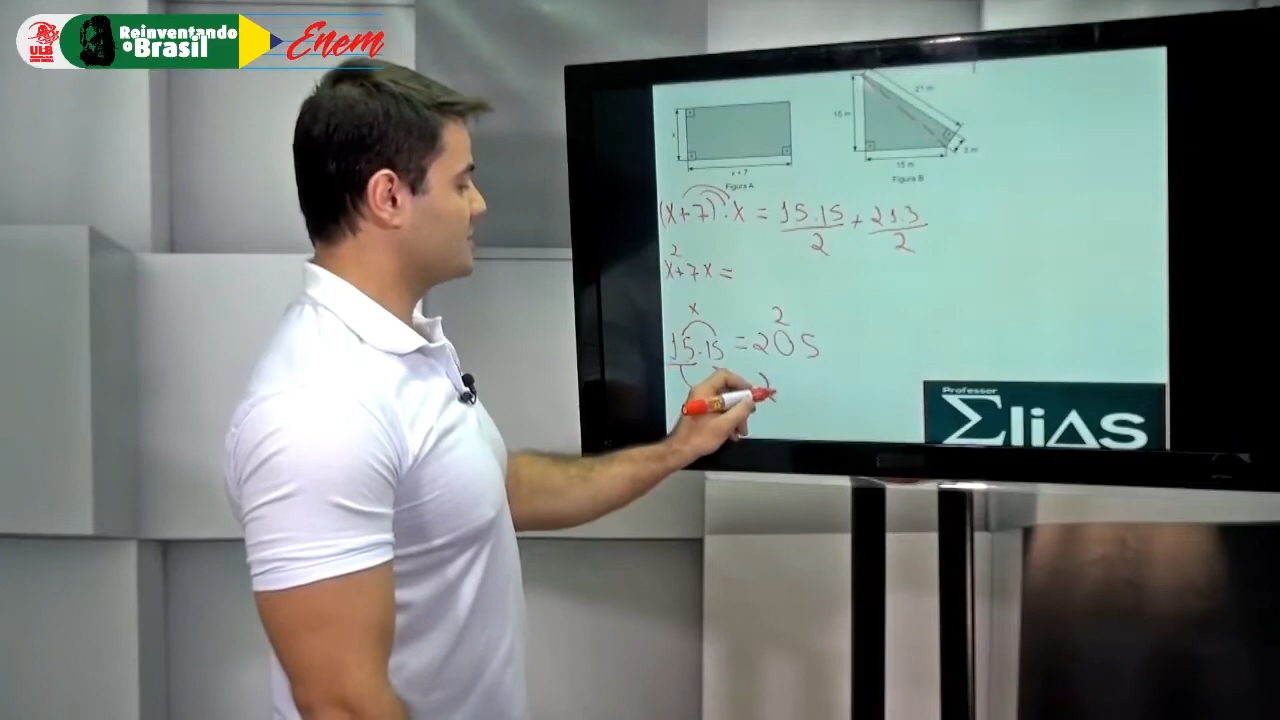 ULB
Reinventando
o Brasil
Enem
21 m
15 m
x
3 m
x + 7
15 m
Figura A
Figura B
(x+7).x = 15.15/2 + 21.3/2
x²+7x =
x
2
15.15 = 205
Professor
ΣliΔs